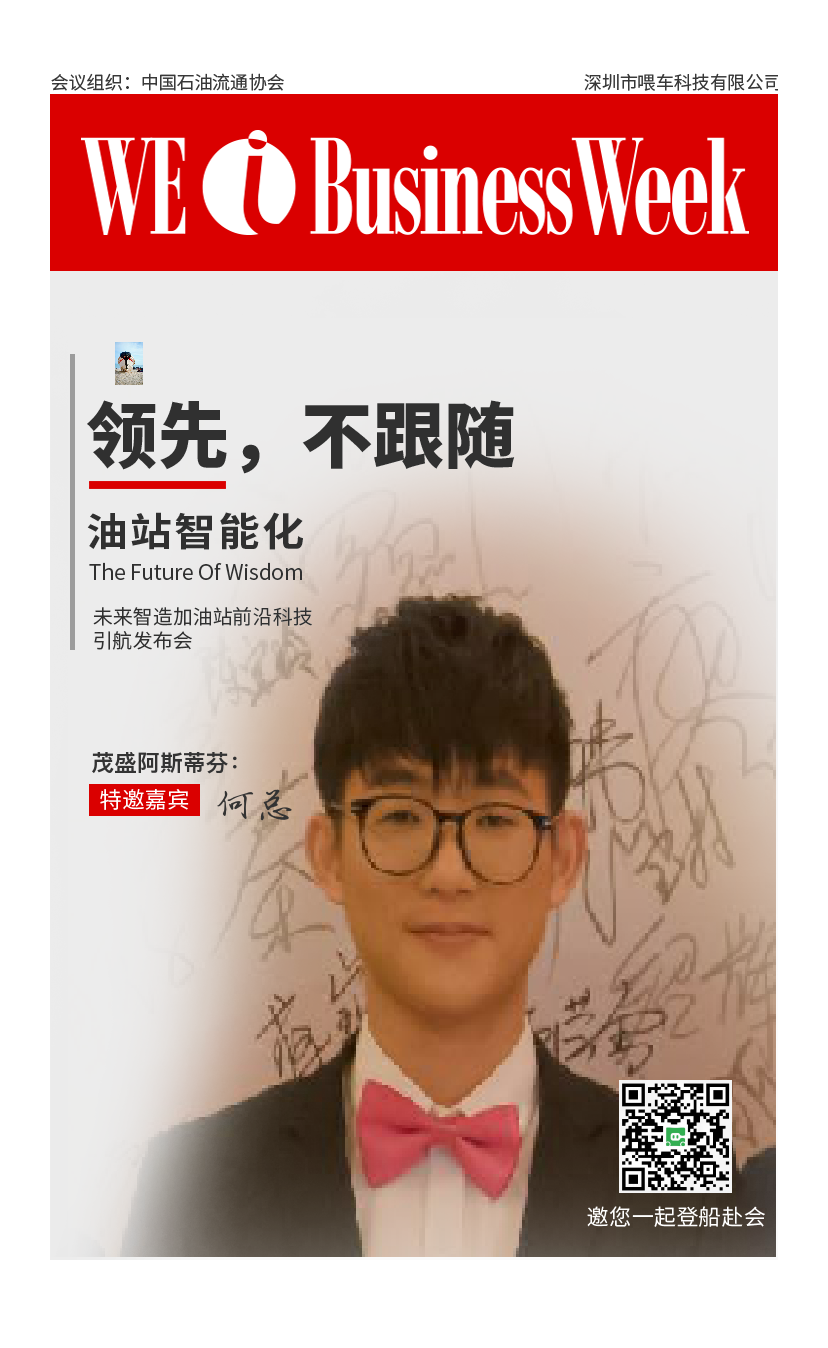 会议组织：中国石油流通协会
深圳市喂车科技有限公司
WE i BusinessWeek
领先，不跟随
油站智能化
The Future Of Wisdom
未来智造加油站前沿科技
引航发布会
茂盛阿斯蒂芬：
特邀嘉宾 何总
邀您一起登船赴会